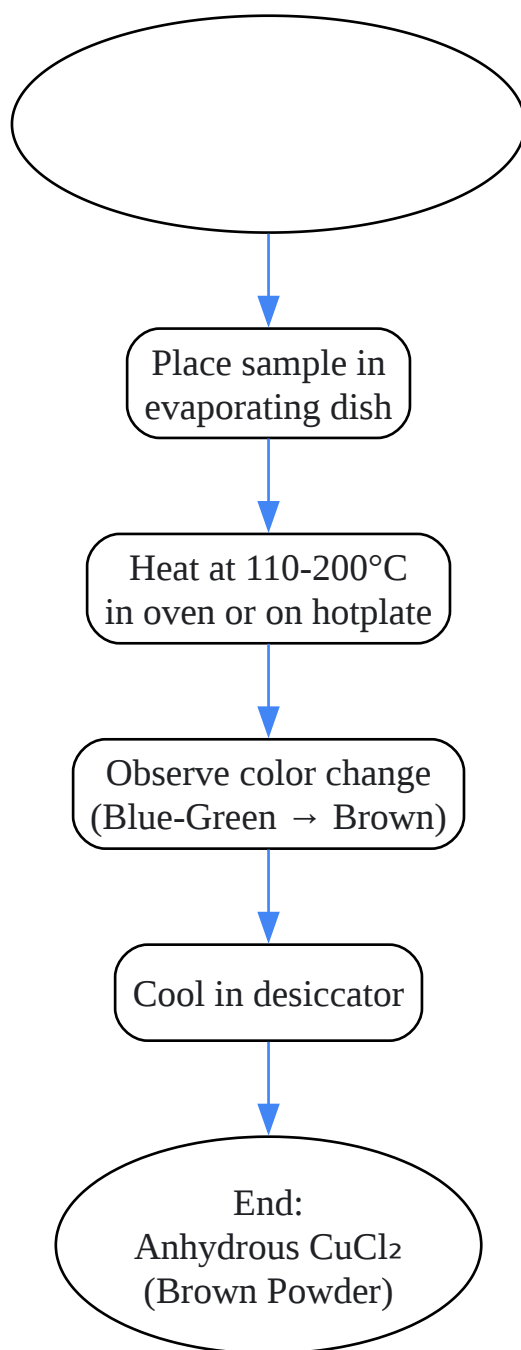 Place sample in
evaporating dish
Heat at 110-200°C
in oven or on hotplate
Observe color change
(Blue-Green → Brown)
Cool in desiccator
End:
Anhydrous CuCl₂
(Brown Powder)